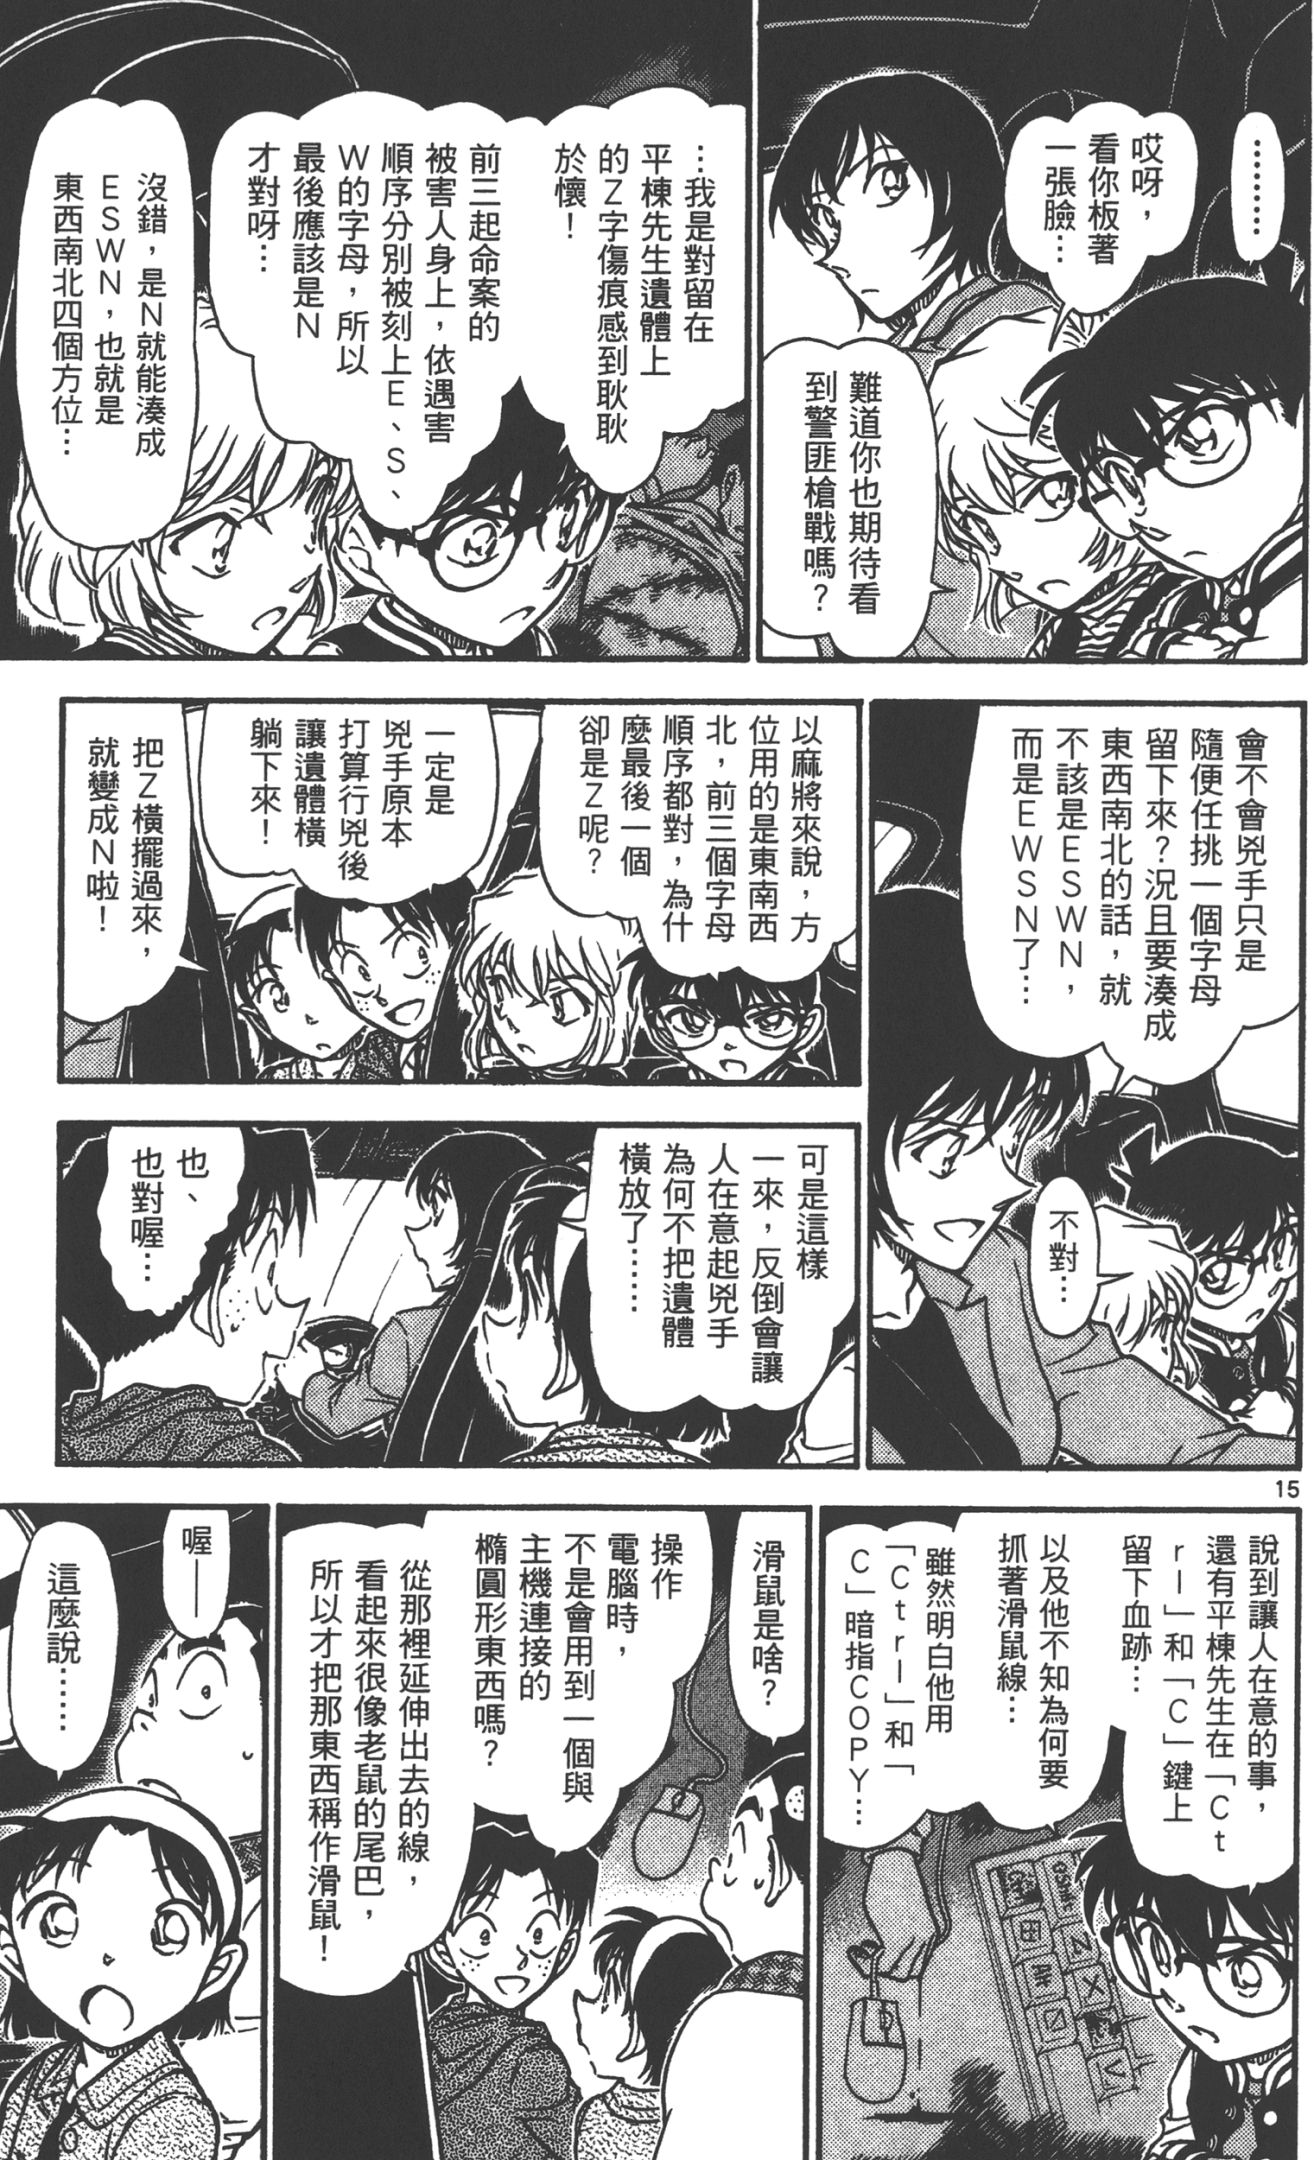 ………
哎呀，
看你板著
一張臉…
難道你也期待看
到警匪槍戰嗎？
…我是對留在
平棟先生遺體上
的Z字傷痕感到耿耿
於懷！
前三起命案的
被害人身上，依遇害
順序分別被刻上E、S、
W的字母，所以
最後應該是N
才對呀…
沒錯，是N就能湊成
ESWN，也就是
東西南北四個方位…
會不會兇手只是
隨便任挑一個字母
留下來？況且要湊成
東西南北的話，就
不該是ESWN，
而是EWSN了…
不對…
以麻將來說，方
位用的是東南西
北，前三個字母
順序都對，為什
麼最後一個
卻是Z呢？
一定是
兇手原本
打算行兇後
讓遺體橫
躺下來！
把Z橫擺過來，
就變成N啦！
可是這樣
一來，反倒會讓
人在意起兇手
為何不把遺體
橫放了……
也、
也對喔…
15
說到讓人在意的事，
還有平棟先生在「Ct
rl」和「C」鍵上
留下血跡…
以及他不知為何要
抓著滑鼠線…
雖然明白他用
「Ctrl」和「
C」暗指COPY…
Z
X
V
滑鼠是啥？
操作
電腦時，
不是會用到一個與
主機連接的
橢圓形東西嗎？
從那裡延伸出去的線，
看起來很像老鼠的尾巴，
所以才把那東西稱作滑鼠！
喔──
這麼說……